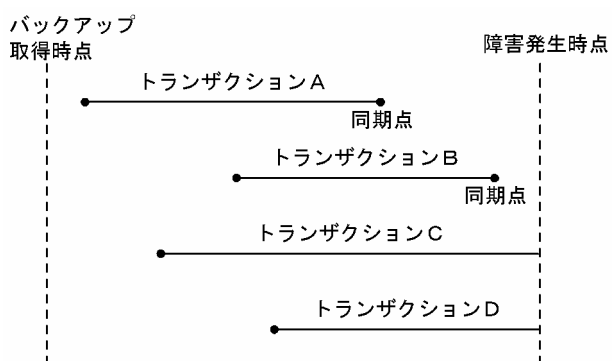 バックアップ
取得時点
障害発生時点
トランザクションA
同期点
トランザクションB
同期点
トランザクションC
トランザクションD